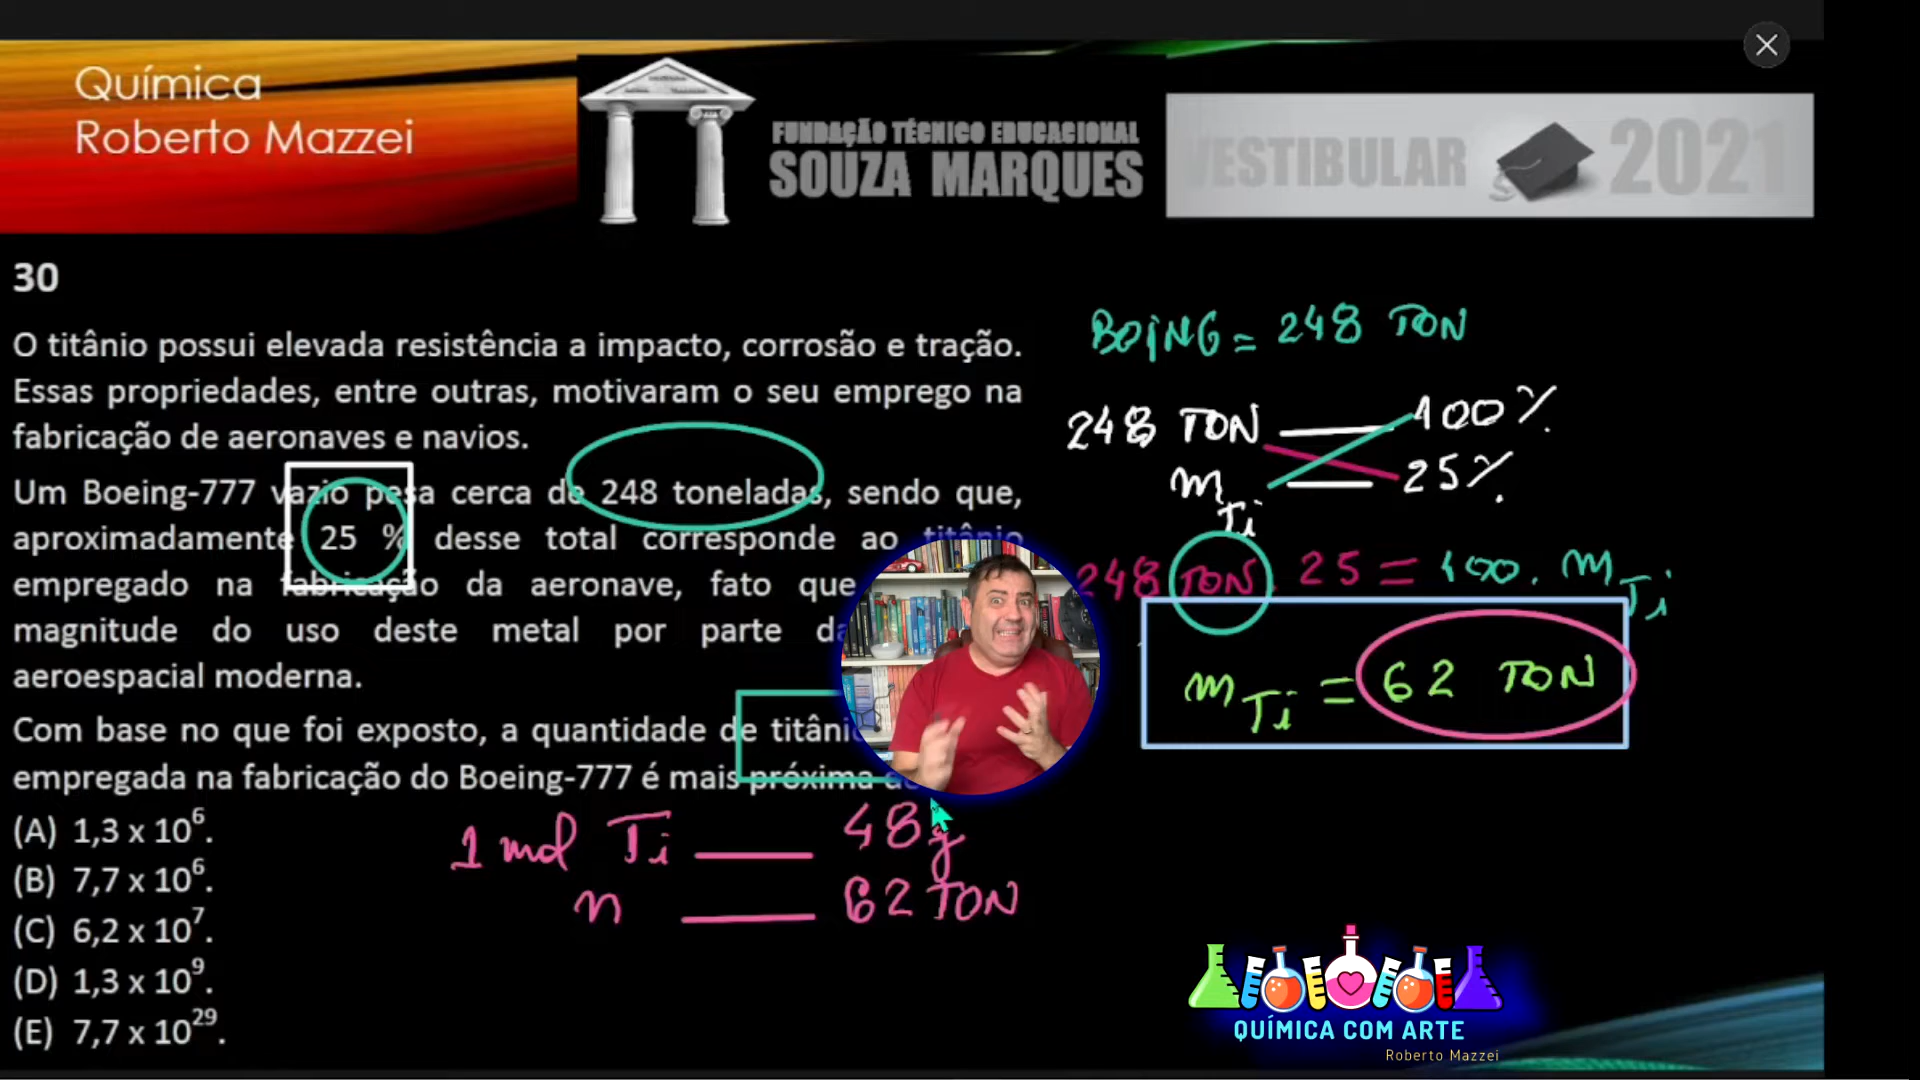 Química
Roberto Mazzei
FUNDAÇÃO TÉCNICO EDUCACIONAL
SOUZA MARQUES
VESTIBULAR 2021
30
O titânio possui elevada resistência a impacto, corrosão e tração.
Essas propriedades, entre outras, motivaram o seu emprego na
fabricação de aeronaves e navios.
Um Boeing-777 vazio pesa cerca de 248 toneladas, sendo que,
aproximadamente 25 % desse total corresponde ao titânio
empregado na fabricação da aeronave, fato que
magnitude do uso deste metal por parte da
aeroespacial moderna.
Com base no que foi exposto, a quantidade de titânio
empregada na fabricação do Boeing-777 é mais próxima de
(A) 1,3 x 10⁶.
(B) 7,7 x 10⁶.
(C) 6,2 x 10⁷.
(D) 1,3 x 10⁹.
(E) 7,7 x 10²⁹.
1 mol Ti 48g
n 62 TON
BOING = 248 TON
248 TON 100%
m Ti 25%
248 TON . 25 = 100 . m Ti
m Ti = 62 TON
QUÍMICA COM ARTE
Roberto Mazzei